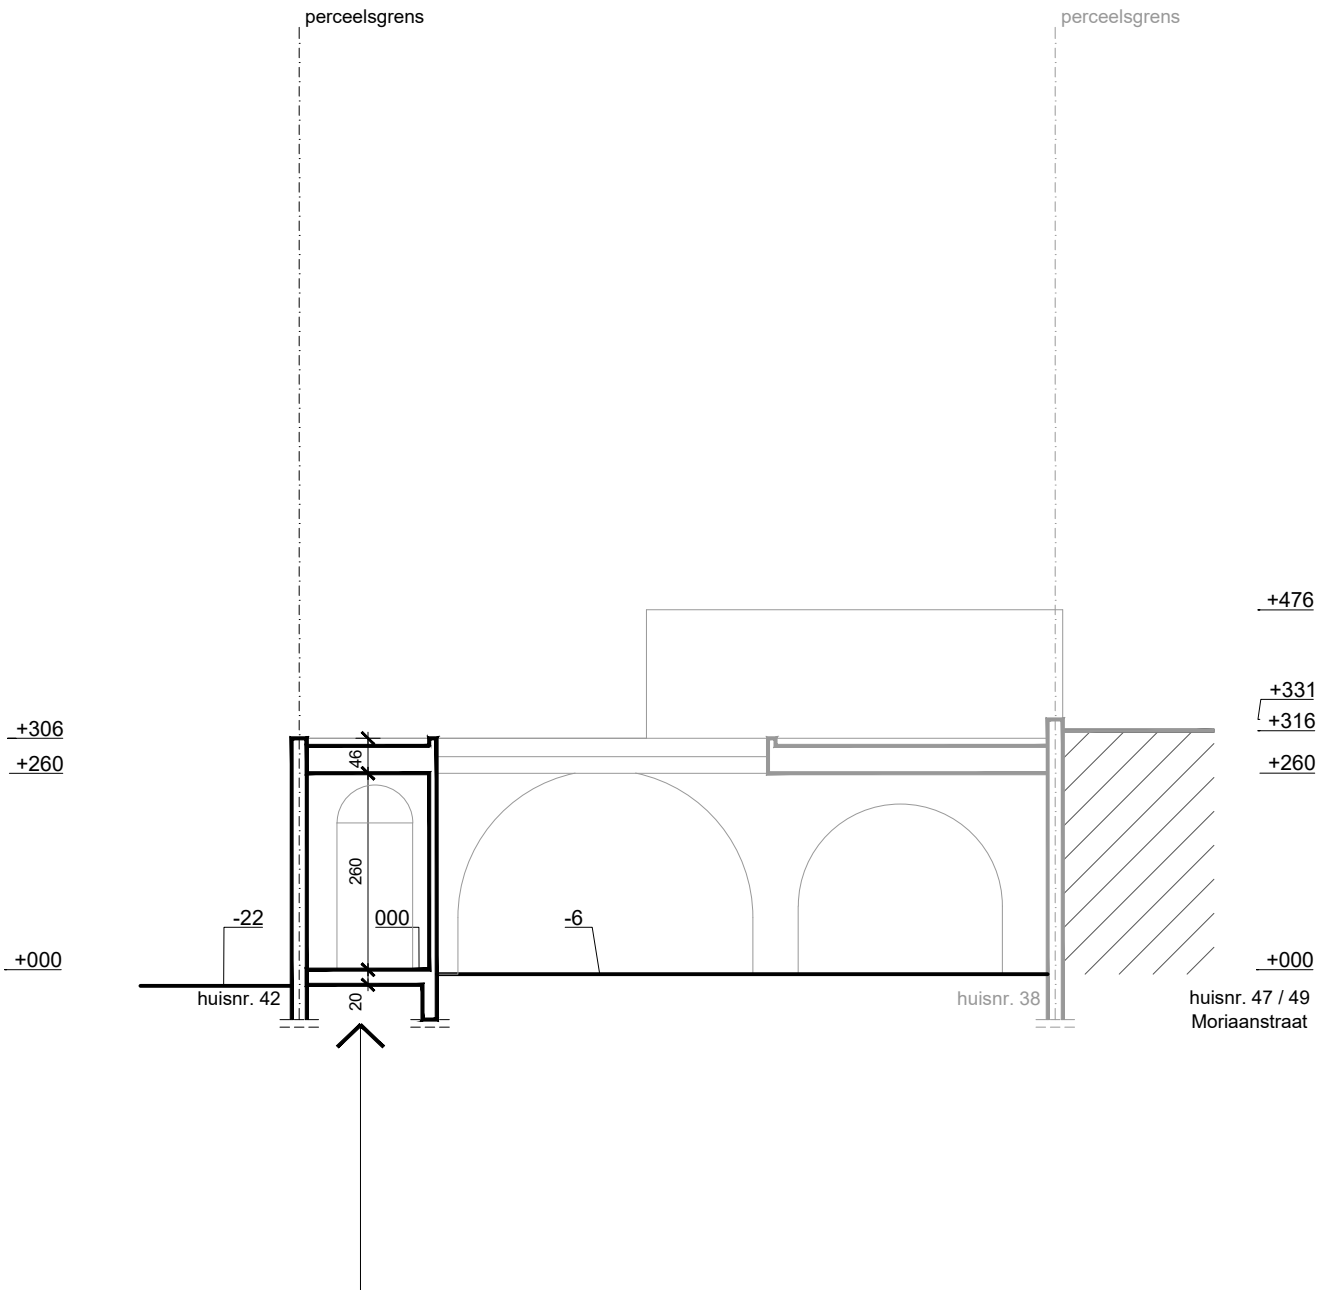 perceelsgrens
perceelsgrens
+476
+331
+316
+306
+260
+260
46
260
-22
000
-6
+000
+000
20
huisnr. 42
huisnr. 38
huisnr. 47 / 49
Moriaanstraat